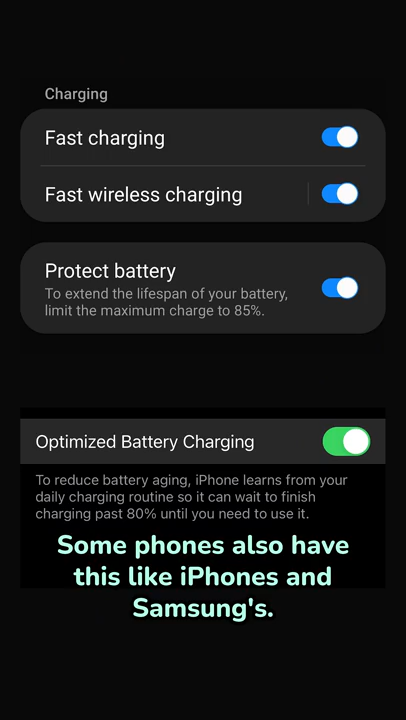 Charging
Fast charging
Fast wireless charging
Protect battery
To extend the lifespan of your battery,
limit the maximum charge to 85%.
Optimized Battery Charging
To reduce battery aging, iPhone learns from your
daily charging routine so it can wait to finish
charging past 80% until you need to use it.
Some phones also have
this like iPhones and
Samsung's.